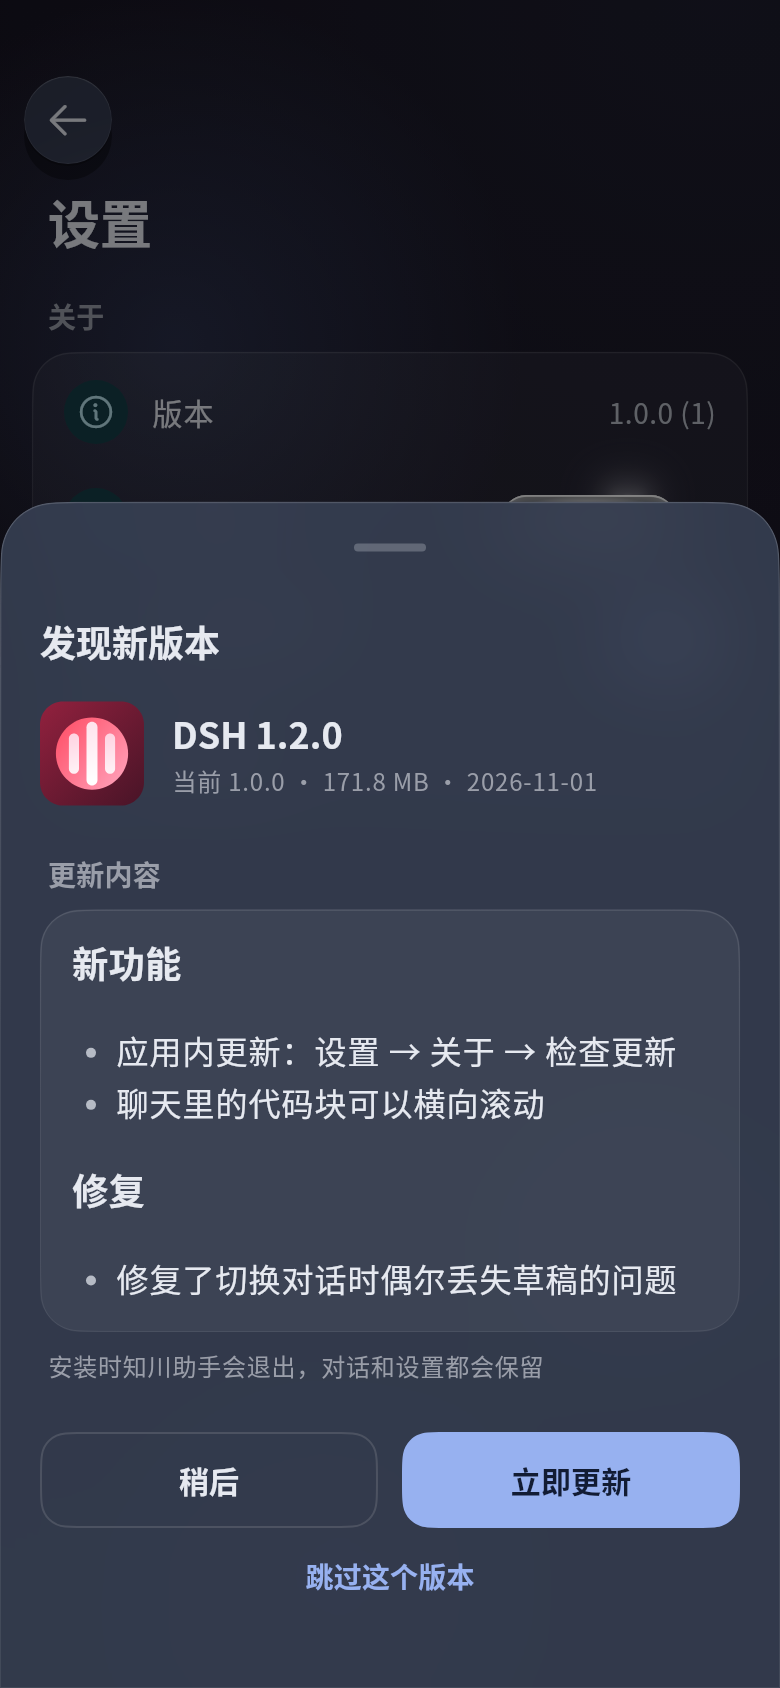 设置
关于
版本 1.0.0 (1)
发现新版本
DSH 1.2.0
当前 1.0.0 · 171.8 MB · 2026-11-01
更新内容
新功能
• 应用内更新：设置 → 关于 → 检查更新
• 聊天里的代码块可以横向滚动
修复
• 修复了切换对话时偶尔丢失草稿的问题
安装时知川助手会退出，对话和设置都会保留
稍后
立即更新
跳过这个版本